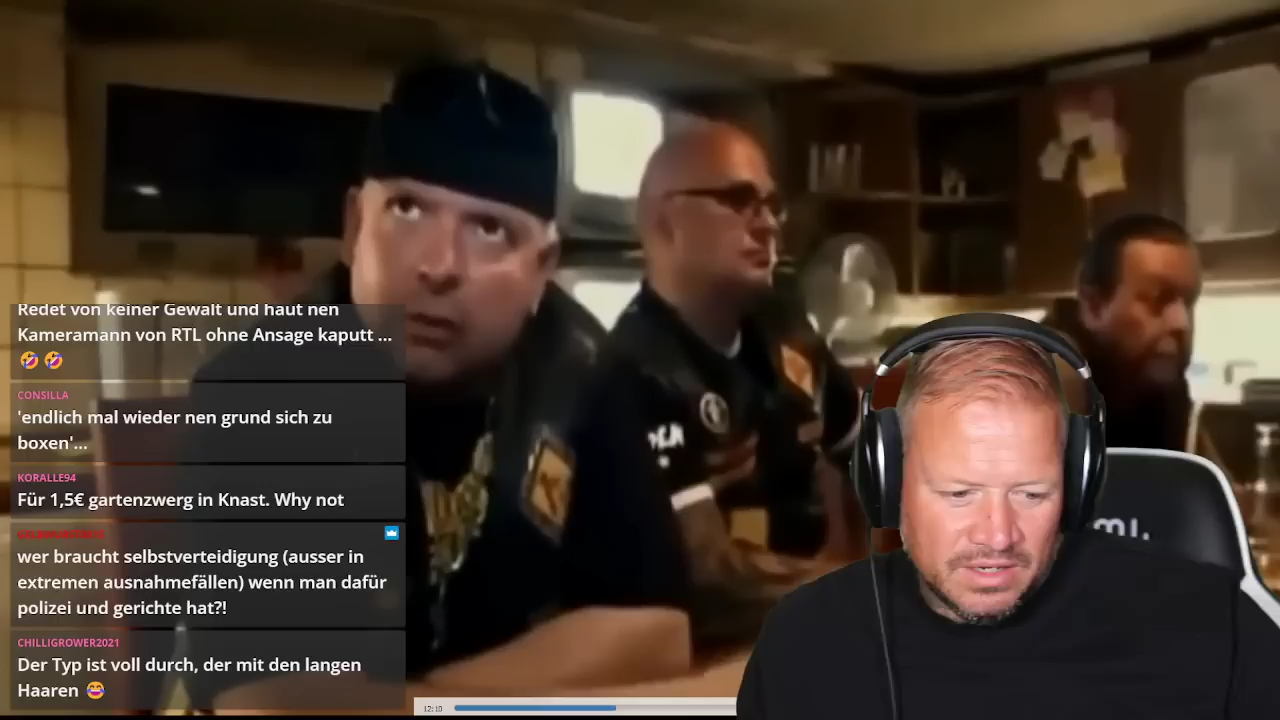 Redet von keiner Gewalt und haut nen
Kameramann von RTL ohne Ansage kaputt ...
CONSILLA
'endlich mal wieder nen grund sich zu
boxen'...
KORALLE94
Für 1,5€ gartenzwerg in Knast. Why not
wer braucht selbstverteidigung (ausser in
extremen ausnahmefällen) wenn man dafür
polizei und gerichte hat?!
CHILLIGROWER2021
Der Typ ist voll durch, der mit den langen
Haaren
12:10